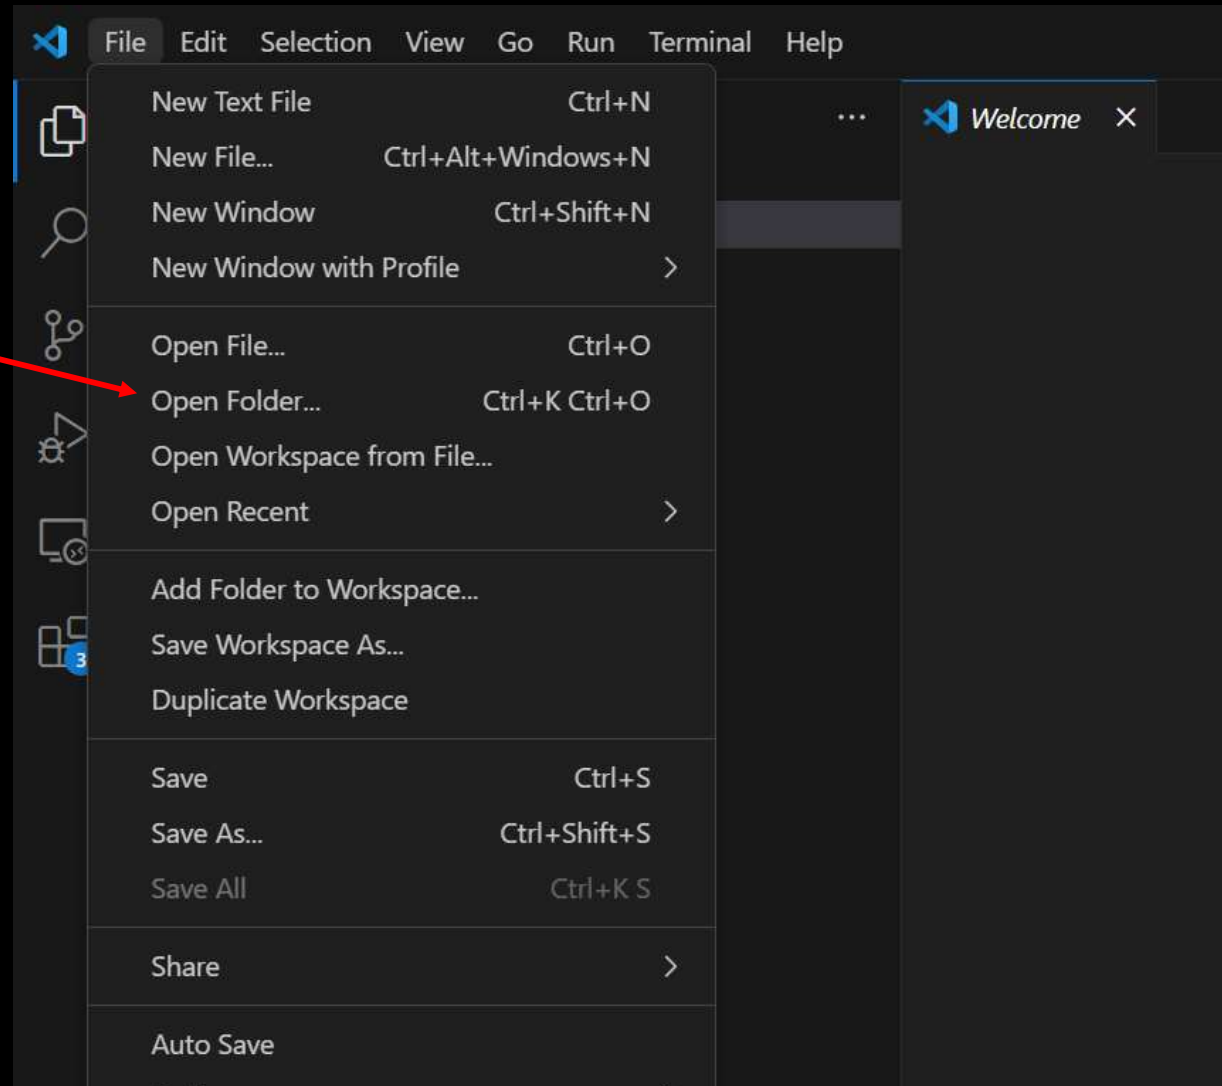 File Edit Selection View Go Run Terminal Help
Welcome
New Text File Ctrl+N
New File... Ctrl+Alt+Windows+N
New Window Ctrl+Shift+N
New Window with Profile
Open File... Ctrl+O
Open Folder... Ctrl+K Ctrl+O
Open Workspace from File...
Open Recent
Add Folder to Workspace...
3
Save Workspace As...
Duplicate Workspace
Save Ctrl+S
Save As... Ctrl+Shift+S
Save All Ctrl+K S
Share
Auto Save